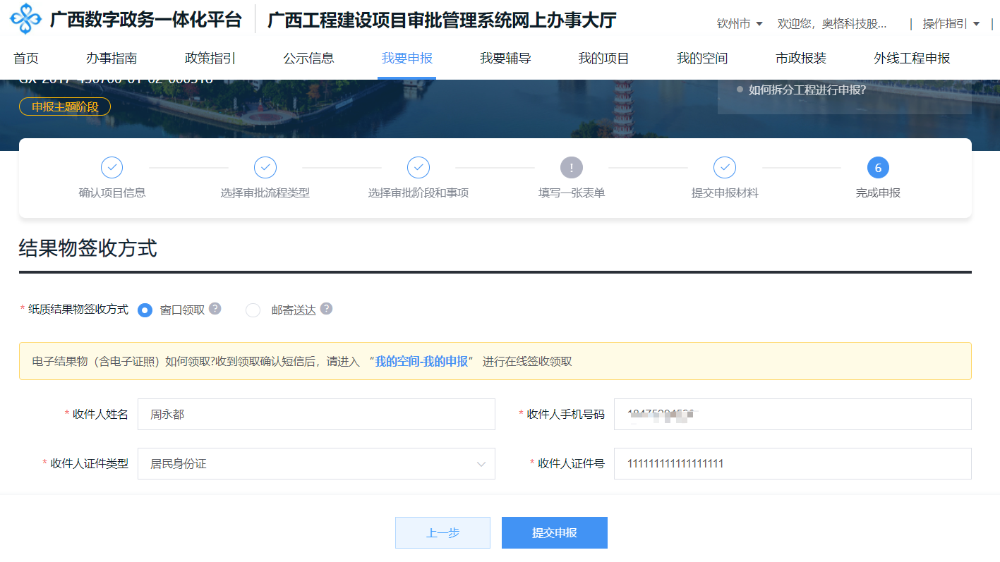 广西数字政务一体化平台 广西工程建设项目审批管理系统网上办事大厅 钦州市 欢迎您，奥格科技股... | 操作指引 |
首页 办事指南 政策指引 公示信息 我要申报 我要辅导 我的项目 我的空间 市政报装 外线工程申报
如何拆分工程进行申报?
申报主题阶段
! 6
确认项目信息 选择审批流程类型 选择审批阶段和事项 填写一张表单 提交申报材料 完成申报
结果物签收方式
* 纸质结果物签收方式 窗口领取 ? 邮寄送达 ?
电子结果物（含电子证照）如何领取?收到领取确认短信后，请进入 “我的空间-我的申报” 进行在线签收领取
* 收件人姓名 周永都 * 收件人手机号码
* 收件人证件类型 居民身份证 * 收件人证件号 111111111111111111
上一步 提交申报